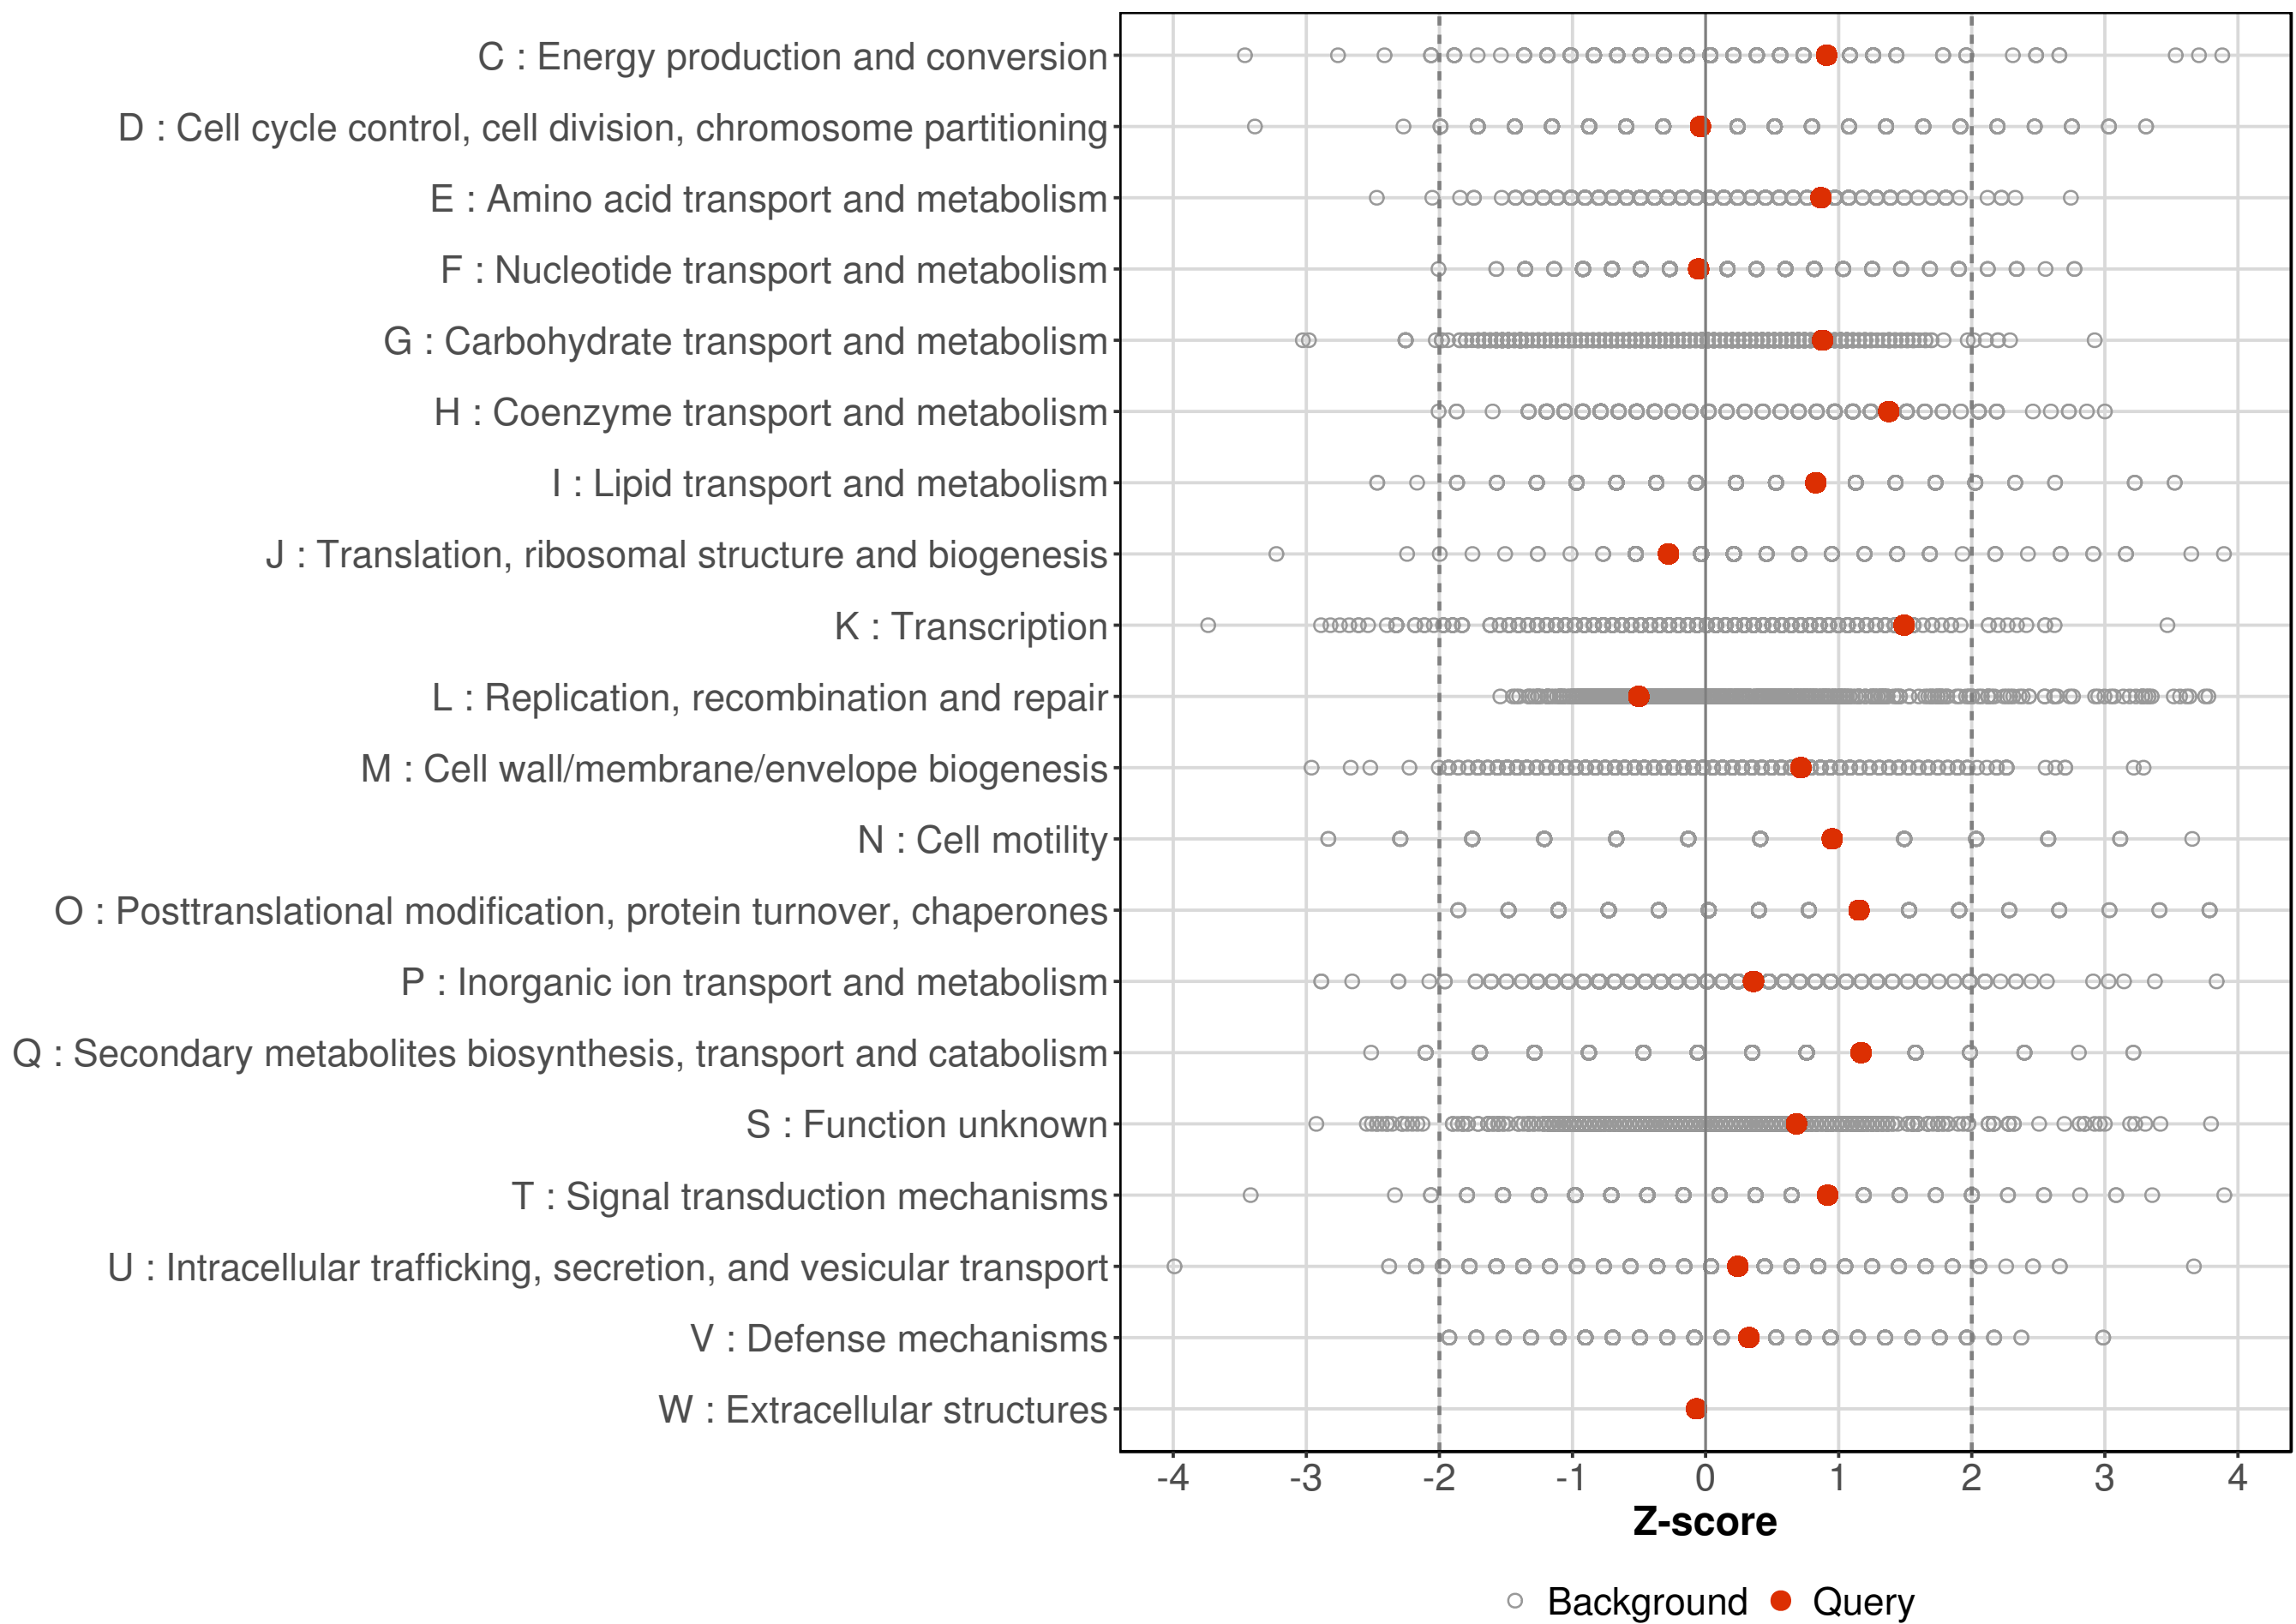 C : Energy production and conversion
D : Cell cycle control, cell division, chromosome partitioning
E : Amino acid transport and metabolism
F : Nucleotide transport and metabolism
G : Carbohydrate transport and metabolism
H : Coenzyme transport and metabolism
I : Lipid transport and metabolism
J : Translation, ribosomal structure and biogenesis
K : Transcription
L : Replication, recombination and repair
M : Cell wall/membrane/envelope biogenesis
N : Cell motility
O : Posttranslational modification, protein turnover, chaperones
P : Inorganic ion transport and metabolism
Q : Secondary metabolites biosynthesis, transport and catabolism
S : Function unknown
T : Signal transduction mechanisms
U : Intracellular trafficking, secretion, and vesicular transport
V : Defense mechanisms
W : Extracellular structures
-4 -3 -2 -1 0 1 2 3 4
Z-score
Background Query